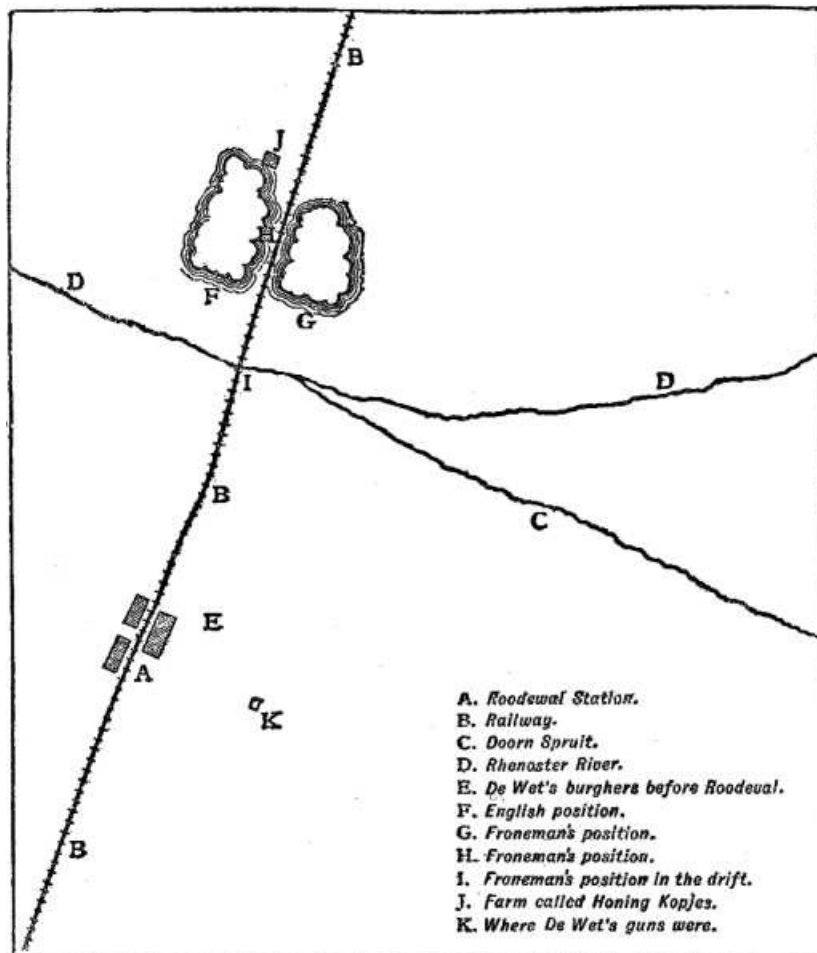 B
J
H
D
F
G
I
D
B
C
E
A
K
B
A. Roodewal Station.
B. Railway.
C. Doorn Spruit.
D. Rhenoster River.
E. De Wet's burghers before Roodewal.
F. English position.
G. Froneman's position.
H. Froneman's position.
I. Froneman's position in the drift.
J. Farm called Honing Kopjes.
K. Where De Wet's guns were.